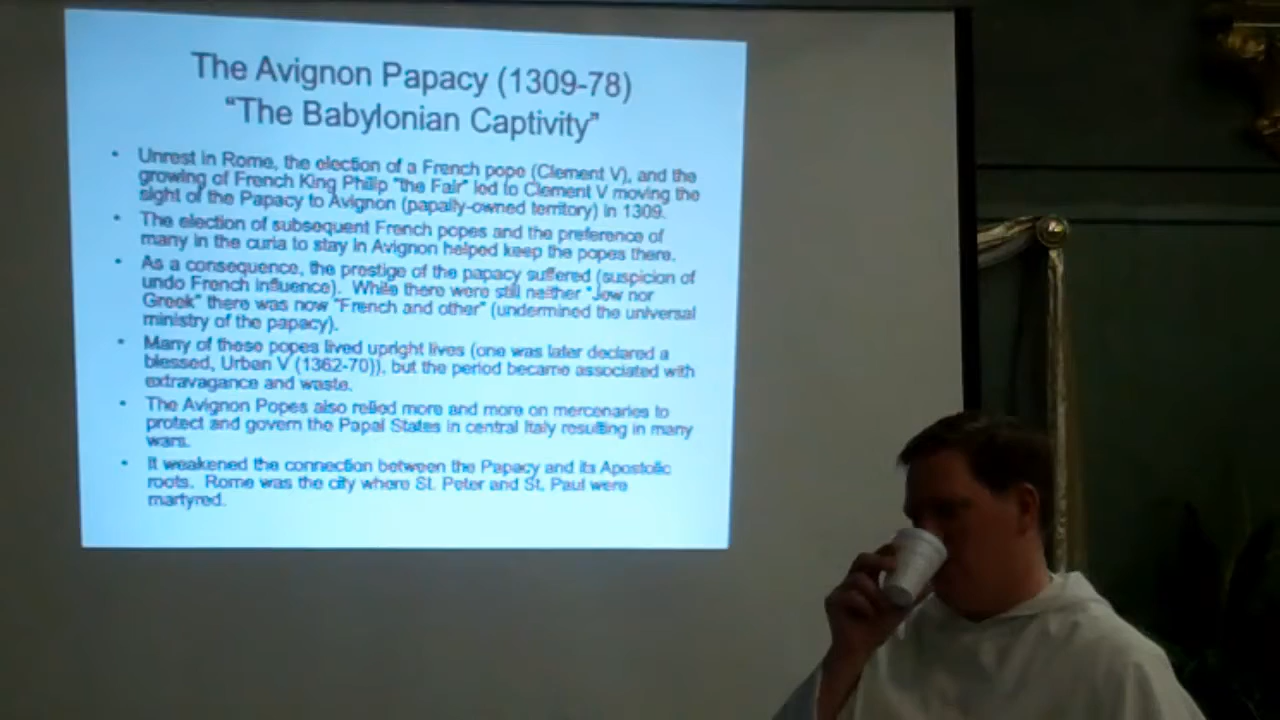 The Avignon Papacy (1309-78)
“The Babylonian Captivity”
• Unrest in Rome, the election of a French pope (Clement V), and the
growing of French King Philip "the Fair" led to Clement V moving the
sight of the Papacy to Avignon (papally-owned territory) in 1309.
• The election of subsequent French popes and the preference of
many in the curia to stay in Avignon helped keep the popes there.
• As a consequence, the prestige of the papacy suffered (suspicion of
undo French influence). While there were still neither "Jew nor
Greek" there was now "French and other" (undermined the universal
ministry of the papacy).
• Many of these popes lived upright lives (one was later declared a
blessed, Urban V (1362-70)), but the period became associated with
extravagance and waste.
• The Avignon Popes also relied more and more on mercenaries to
protect and govern the Papal States in central Italy resulting in many
wars.
• It weakened the connection between the Papacy and its Apostolic
roots. Rome was the city where St. Peter and St. Paul were
martyred.